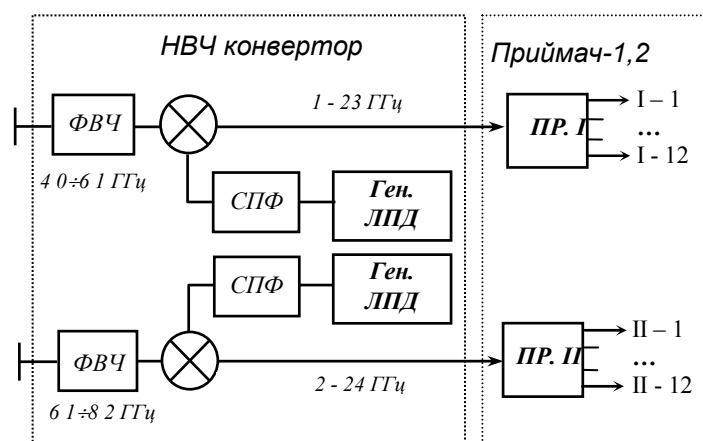 НВЧ конвертор
Приймач-1,2
ФВЧ
1 - 23 ГГц
ПР. I
I – 1
...
I - 12
4 0÷6 1 ГГц
СПФ
Ген.
ЛПД
СПФ
Ген.
ЛПД
ФВЧ
2 - 24 ГГц
ПР. II
II – 1
...
II - 12
6 1÷8 2 ГГц